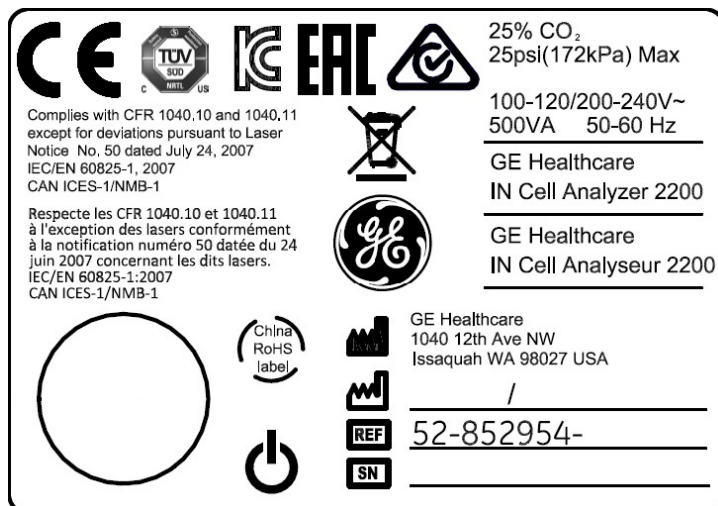 CE
TÜV
SÜD
C NRTL US
KC
EAC
25% CO₂
25psi(172kPa) Max
100-120/200-240V~
500VA 50-60 Hz
Complies with CFR 1040.10 and 1040.11
except for deviations pursuant to Laser
Notice No, 50 dated July 24, 2007
IEC/EN 60825-1, 2007
CAN ICES-1/NMB-1
Respecte les CFR 1040.10 et 1040.11
à l'exception des lasers conformément
à la notification numéro 50 datée du 24
juin 2007 concernant les dits lasers.
IEC/EN 60825-1:2007
CAN ICES-1/NMB-1
GE
GE Healthcare
IN Cell Analyzer 2200
GE Healthcare
IN Cell Analyseur 2200
China
RoHS
label
GE Healthcare
1040 12th Ave NW
Issaquah WA 98027 USA
/
REF 52-852954-
SN